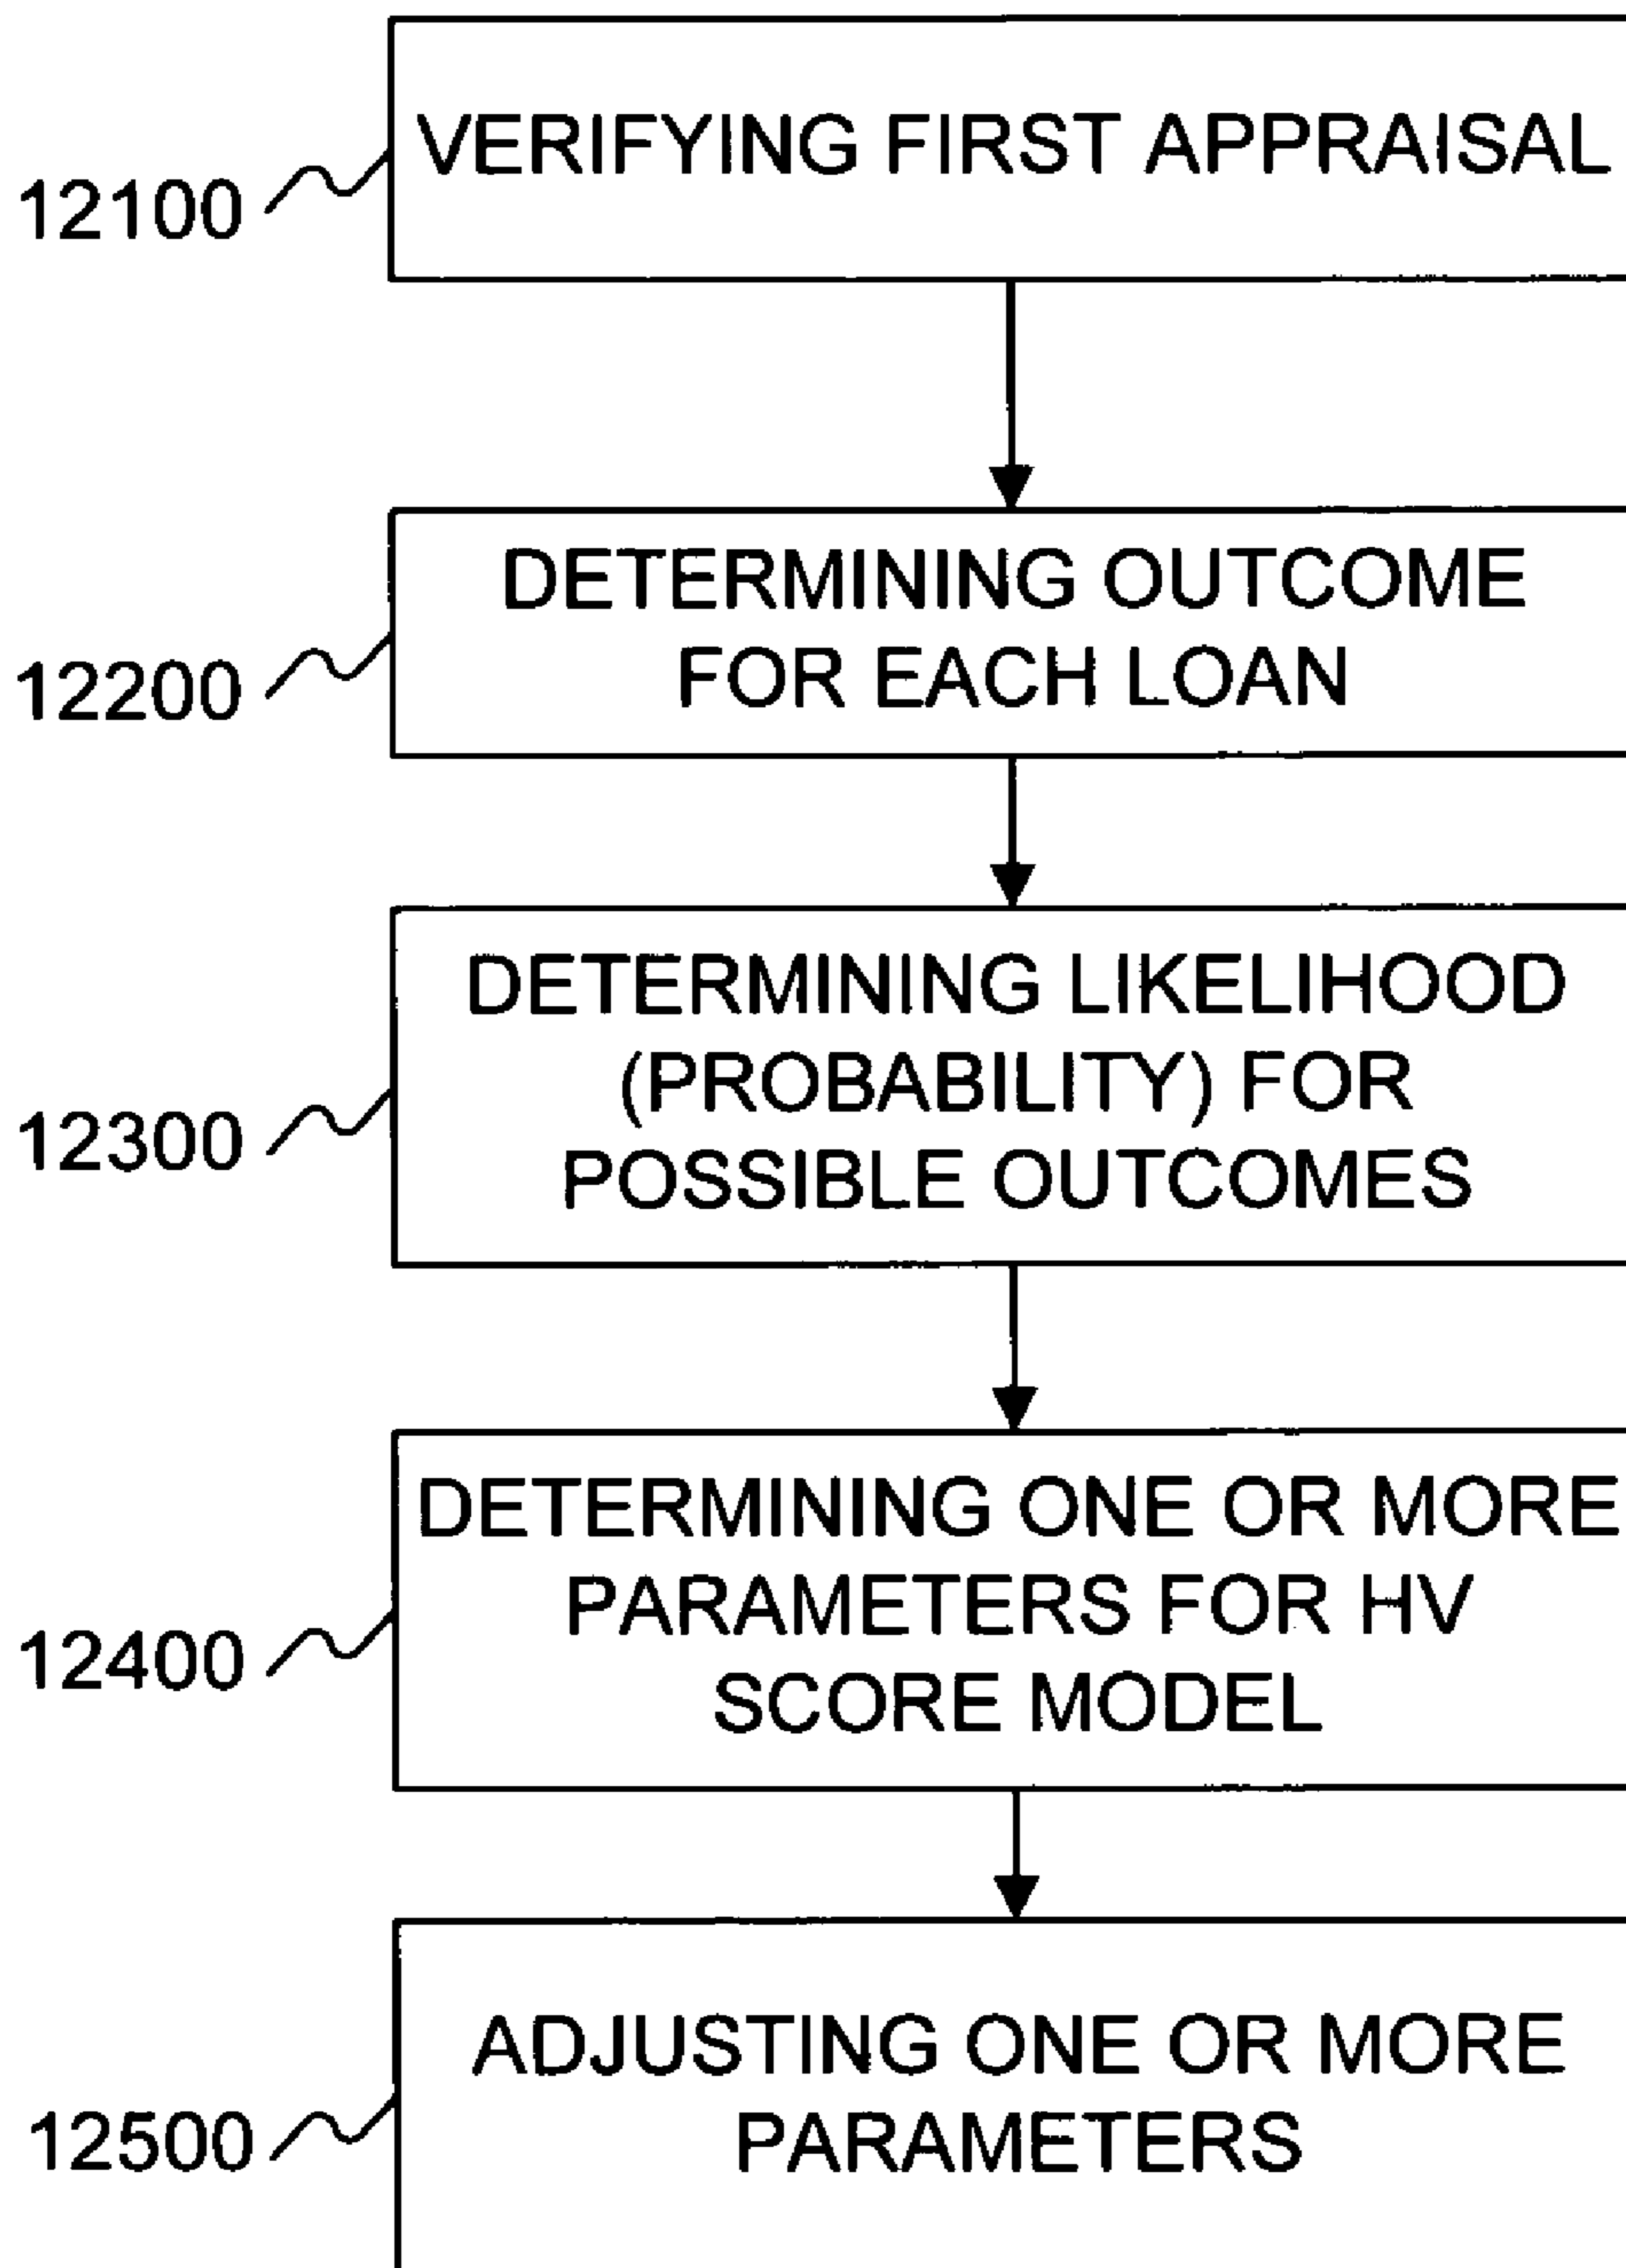 VERIFYING FIRST APPRAISAL
12100
DETERMINING OUTCOME
FOR EACH LOAN
12200
DETERMINING LIKELIHOOD
(PROBABILITY) FOR
POSSIBLE OUTCOMES
12300
DETERMINING ONE OR MORE
PARAMETERS FOR HV
SCORE MODEL
12400
ADJUSTING ONE OR MORE
PARAMETERS
12500